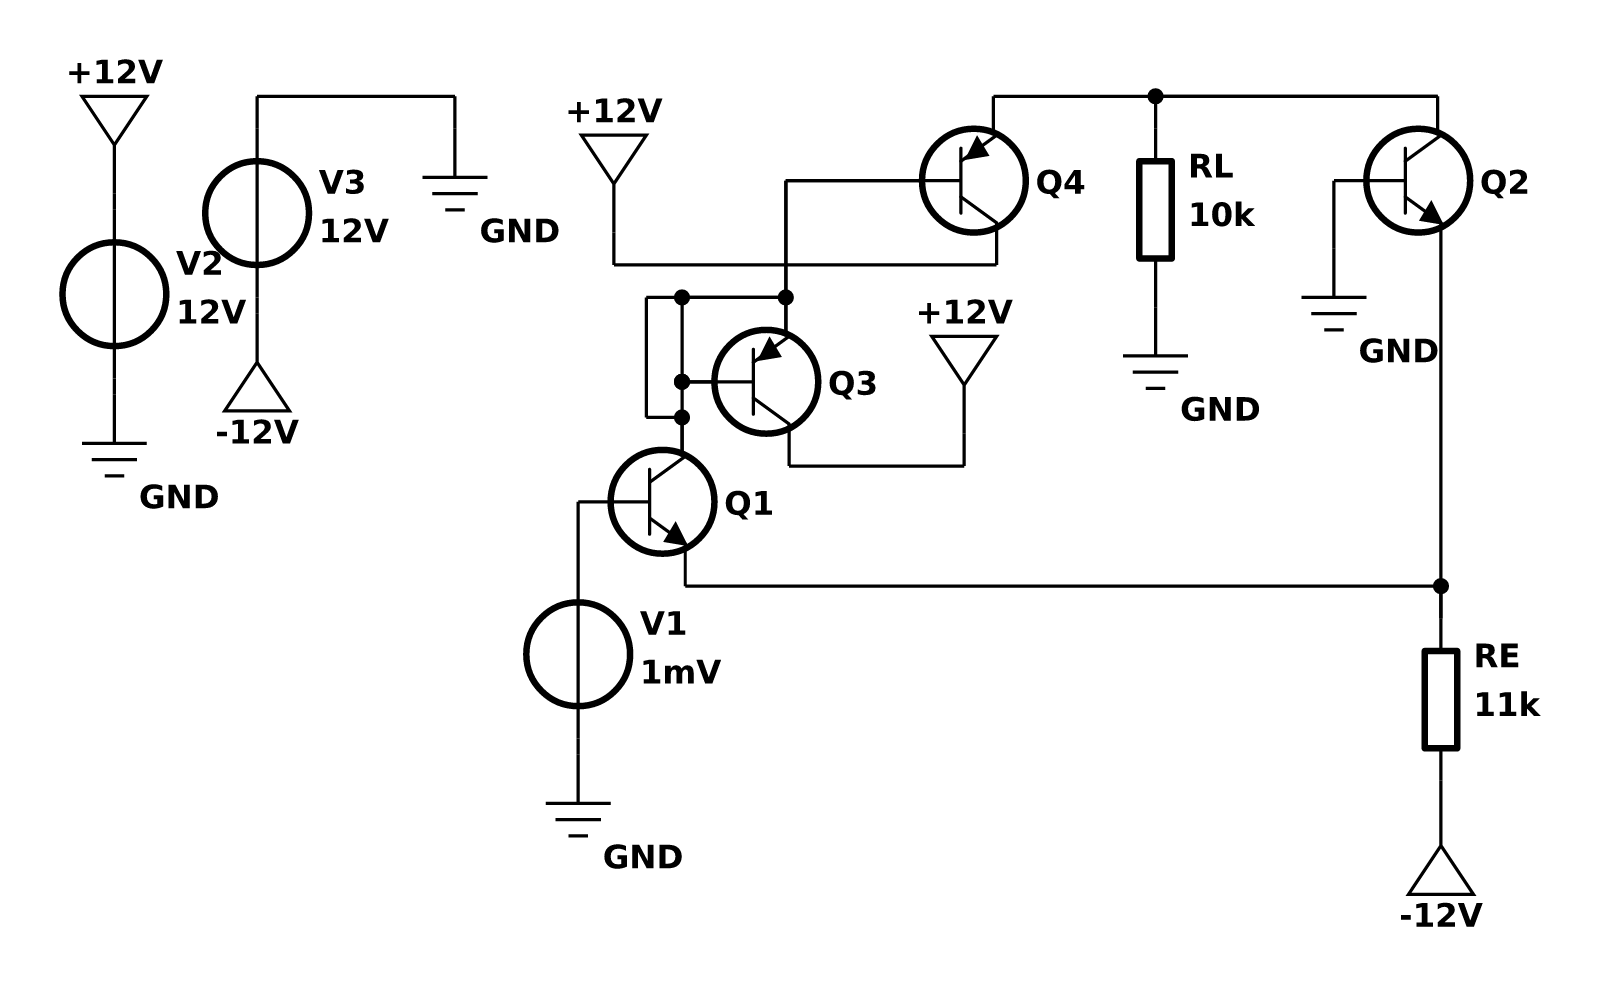 +12V
V2
12V
GND
V3
12V
GND
-12V
+12V
Q4
RL
10k
GND
Q2
GND
Q3
+12V
Q1
V1
1mV
GND
RE
11k
-12V